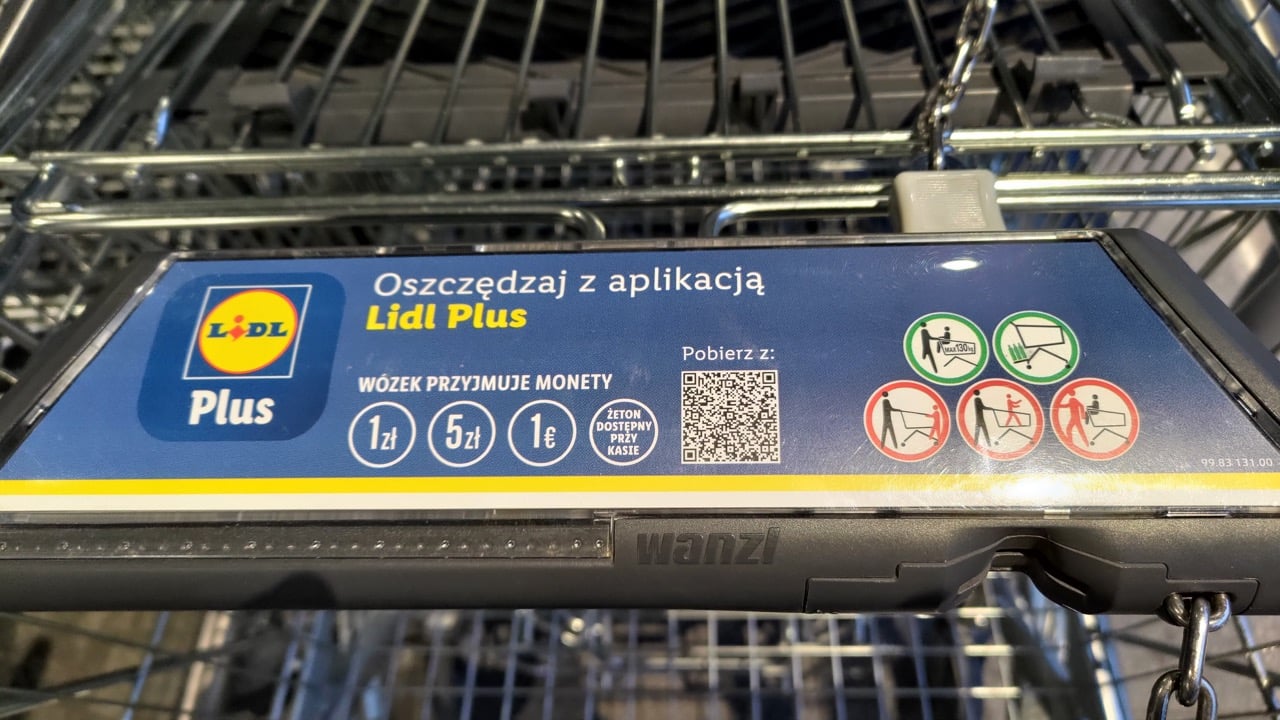 Oszczędzaj z aplikacją
Lidl Plus
LIDL
Plus
WÓZEK PRZYJMUJE MONETY
1zł
5zł
1€
ŻETON
DOSTĘPNY
PRZY
KASIE
Pobierz z:
MAX 130kg
99.83 131.00
wanzl